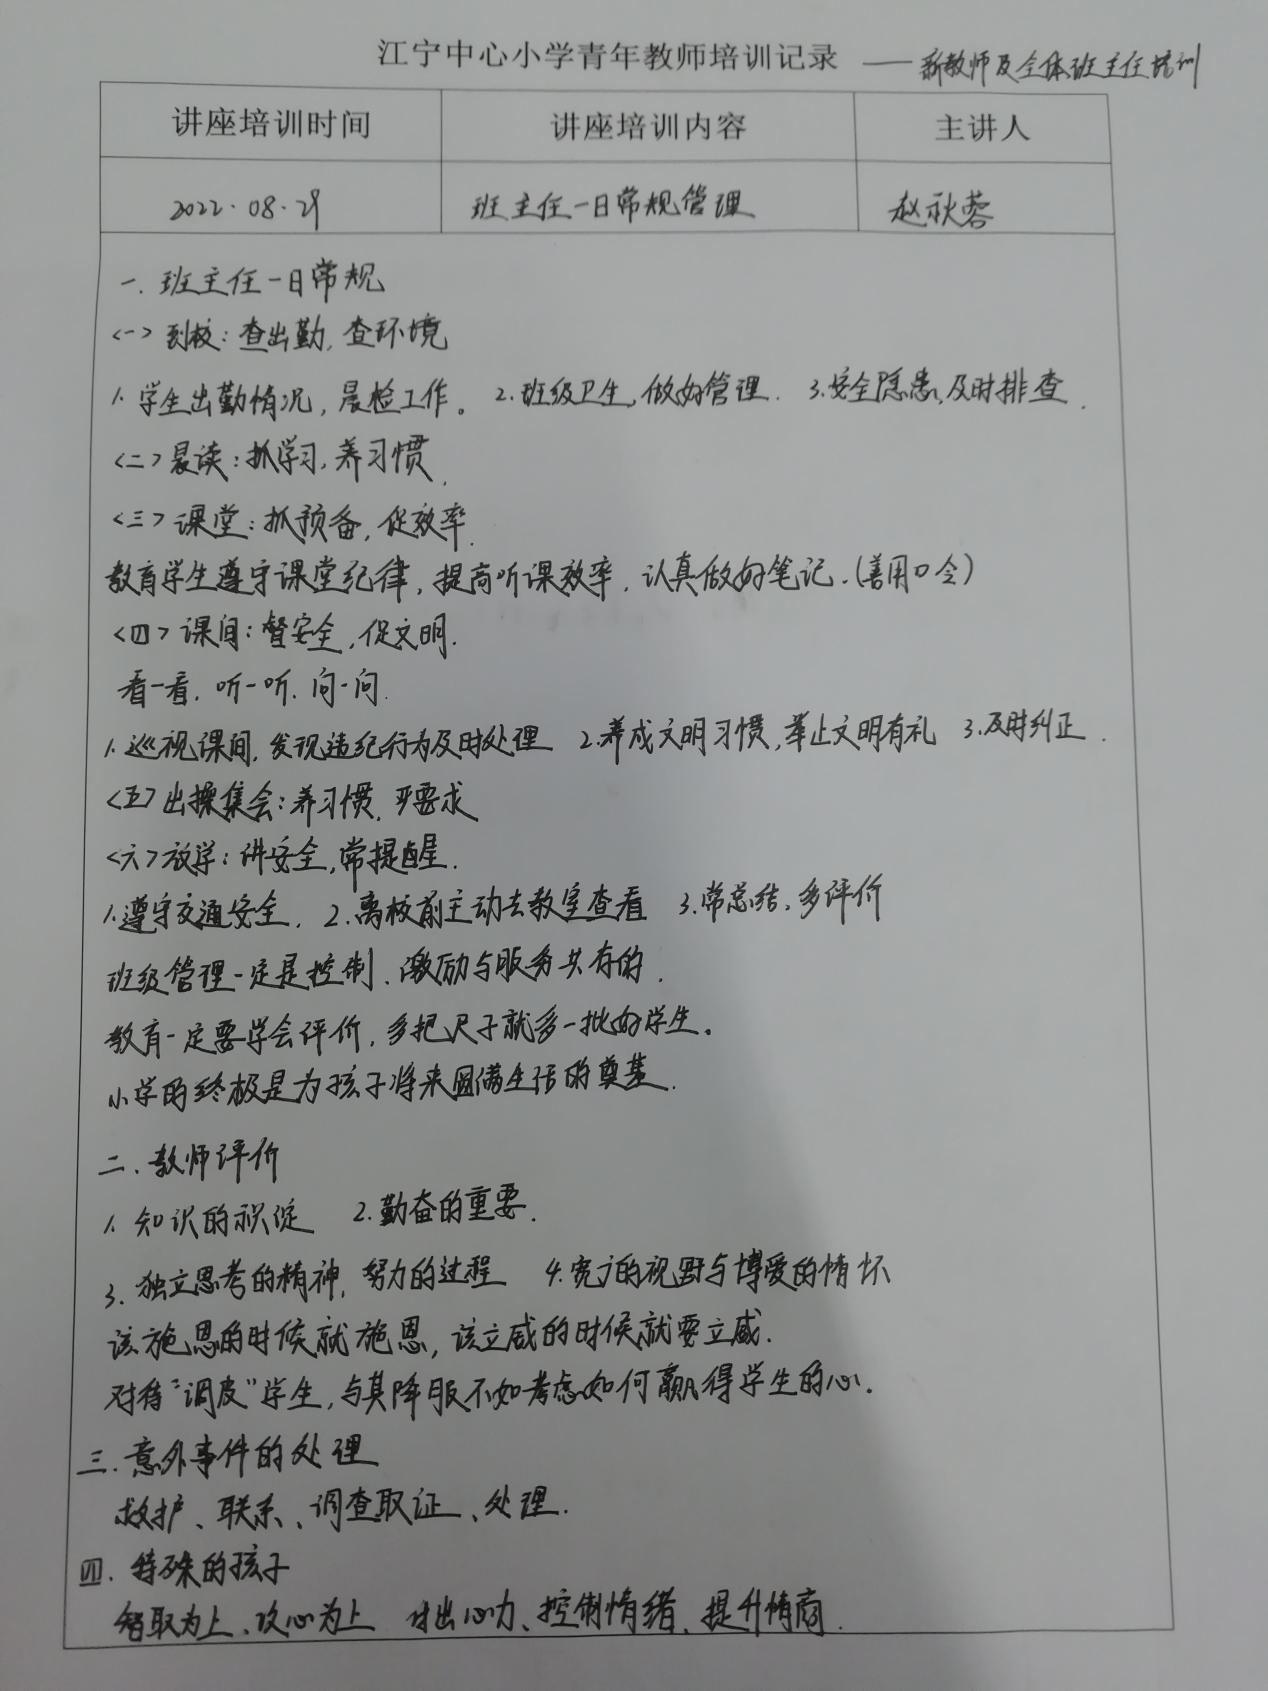 江宁中心小学青年教师培训记录 ——新教师及全体班主任培训
讲座培训时间 讲座培训内容 主讲人
2022.08.29 班主任一日常规管理 赵秋蓉
一. 班主任一日常规
<一> 到校：查出勤, 查环境
1. 学生出勤情况，晨检工作。 2.班级卫生,做好管理. 3.安全隐患,及时排查.
<二> 晨读：抓学习, 养习惯.
<三> 课堂：抓预备, 促效率.
教育学生遵守课堂纪律，提高听课效率，认真做好笔记.(善用口令)
<四> 课间：督安全,促文明.
看一看. 听一听. 问一问.
1. 巡视课间, 发现违纪行为及时处理 2.养成文明习惯,举止文明有礼 3.及时纠正.
<五> 出操集会：养习惯, 严要求
<六> 放学：讲安全,常提醒.
1.遵守交通安全. 2.离校前主动去教室查看 3.常总结, 多评价
班级管理一定是控制、激励与服务共存的.
教育一定要学会评价, 多把尺子就多一批好学生。
小学的终极是为孩子将来圆满生活的奠基.
二. 教师评价
1. 知识的积淀 2.勤奋的重要.
3. 独立思考的精神, 努力的过程 4.宽广的视野与博爱的情怀
该施恩的时候就施恩, 该立威的时候就要立威.
对待"调皮"学生,与其降服不如考虑如何赢得学生的心.
三. 意外事件的处理
救护、联系、调查取证、处理.
四. 特殊的孩子
智取为上、攻心为上 付出心力、控制情绪、提升情商.